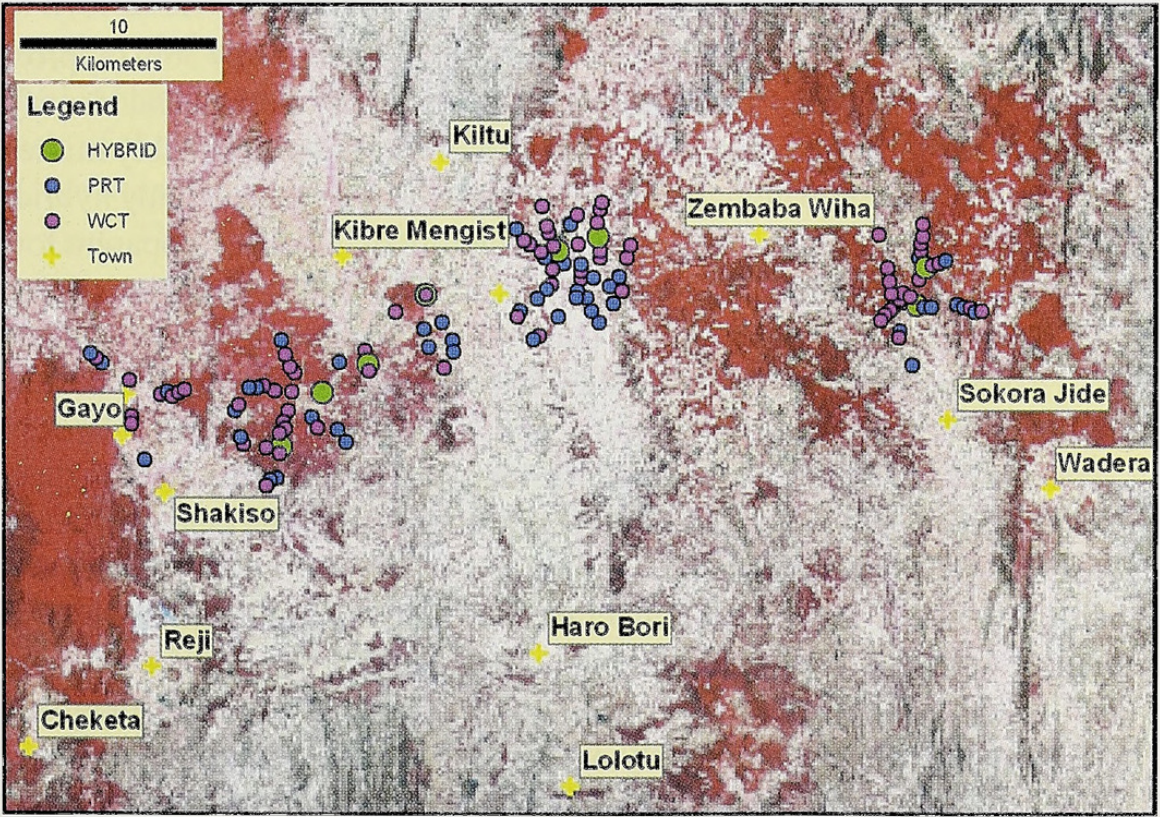 10
Kilometers
Legend
HYBRID
PRT
WCT
Town
Kiltu
Kibre Mengist
Zembaba Wiha
Gayo
Shakiso
Sokora Jide
Wadera
Reji
Haro Bori
Cheketa
Lolotu